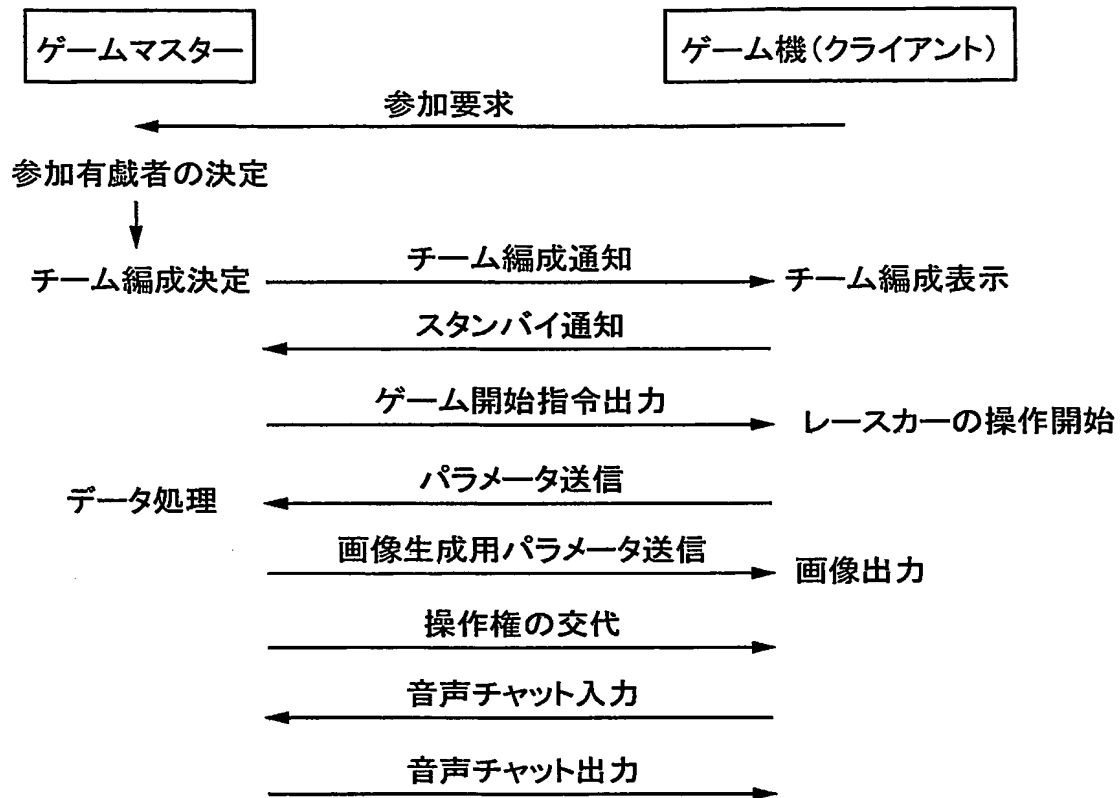 ゲームマスター
ゲーム機(クライアント)
参加要求
参加有戯者の決定
チーム編成決定
チーム編成通知
チーム編成表示
スタンバイ通知
ゲーム開始指令出力
レースカーの操作開始
データ処理
パラメータ送信
画像生成用パラメータ送信
画像出力
操作権の交代
音声チャット入力
音声チャット出力